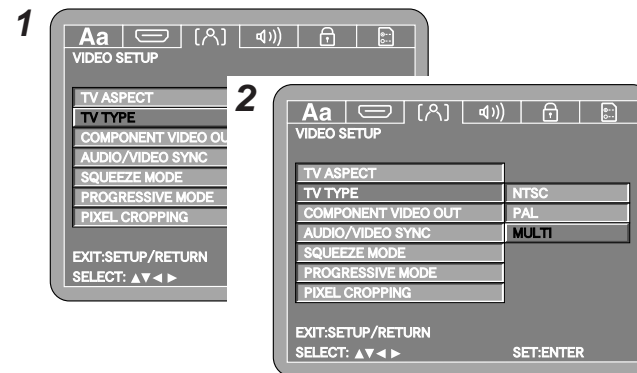 1
Aa
VIDEO SETUP
TV ASPECT
TV TYPE
COMPONENT VIDEO OU
AUDIO/VIDEO SYNC
SQUEEZE MODE
PROGRESSIVE MODE
PIXEL CROPPING
EXIT:SETUP/RETURN
SELECT: ▲▼◄►
2
Aa
VIDEO SETUP
TV ASPECT
TV TYPE NTSC
COMPONENT VIDEO OUT PAL
AUDIO/VIDEO SYNC MULTI
SQUEEZE MODE
PROGRESSIVE MODE
PIXEL CROPPING
EXIT:SETUP/RETURN
SELECT: ▲▼◄► SET:ENTER